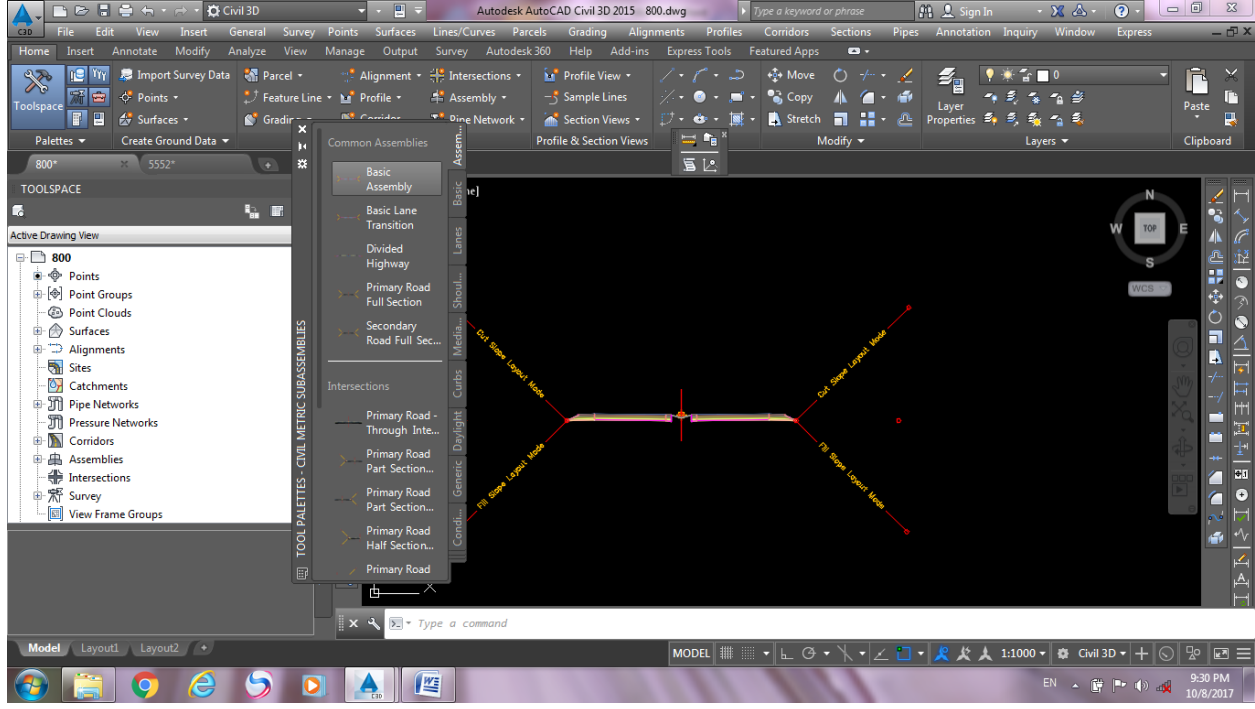 Civil 3D
Autodesk AutoCAD Civil 3D 2015 800.dwg
Type a keyword or phrase
Sign In
C3D
File Edit View Insert General Survey Points Surfaces Lines/Curves Parcels Grading Alignments Profiles Corridors Sections Pipes Annotation Inquiry Window Express
Home Insert Annotate Modify Analyze View Manage Output Survey Autodesk 360 Help Add-ins Express Tools Featured Apps
Import Survey Data Parcel Alignment Intersections Profile View Move 0
Toolspace Points Feature Line Profile Assembly Sample Lines Copy Layer Paste
Surfaces Grading Corridor Pipe Network Section Views Stretch Properties
Palettes Create Ground Data Profile & Section Views Modify Layers Clipboard
800* 5552*
TOOLSPACE
Active Drawing View
800
Points
Point Groups
Point Clouds
Surfaces
Alignments
Sites
Catchments
Pipe Networks
Pressure Networks
Corridors
Assemblies
Intersections
Survey
View Frame Groups
TOOL PALETTES - CIVIL METRIC SUBASSEMBLIES
Common Assemblies
Basic
Assembly
Basic Lane
Transition
Divided
Highway
Primary Road
Full Section
Secondary
Road Full Sec...
Intersections
Primary Road -
Through Inte...
Primary Road
Part Section...
Primary Road
Part Section...
Primary Road
Half Section...
Primary Road
Assem...
Basic
Lanes
Shoul...
Media...
Curbs
Daylight
Generic
Condi...
ne]
Cut Slope Layout Mode
Cut Slope Layout Mode
Fill Slope Layout Mode
Fill Slope Layout Mode
N
W TOP E
S
WCS
Type a command
Model Layout1 Layout2
MODEL 1:1000 Civil 3D
EN
9:30 PM
10/8/2017